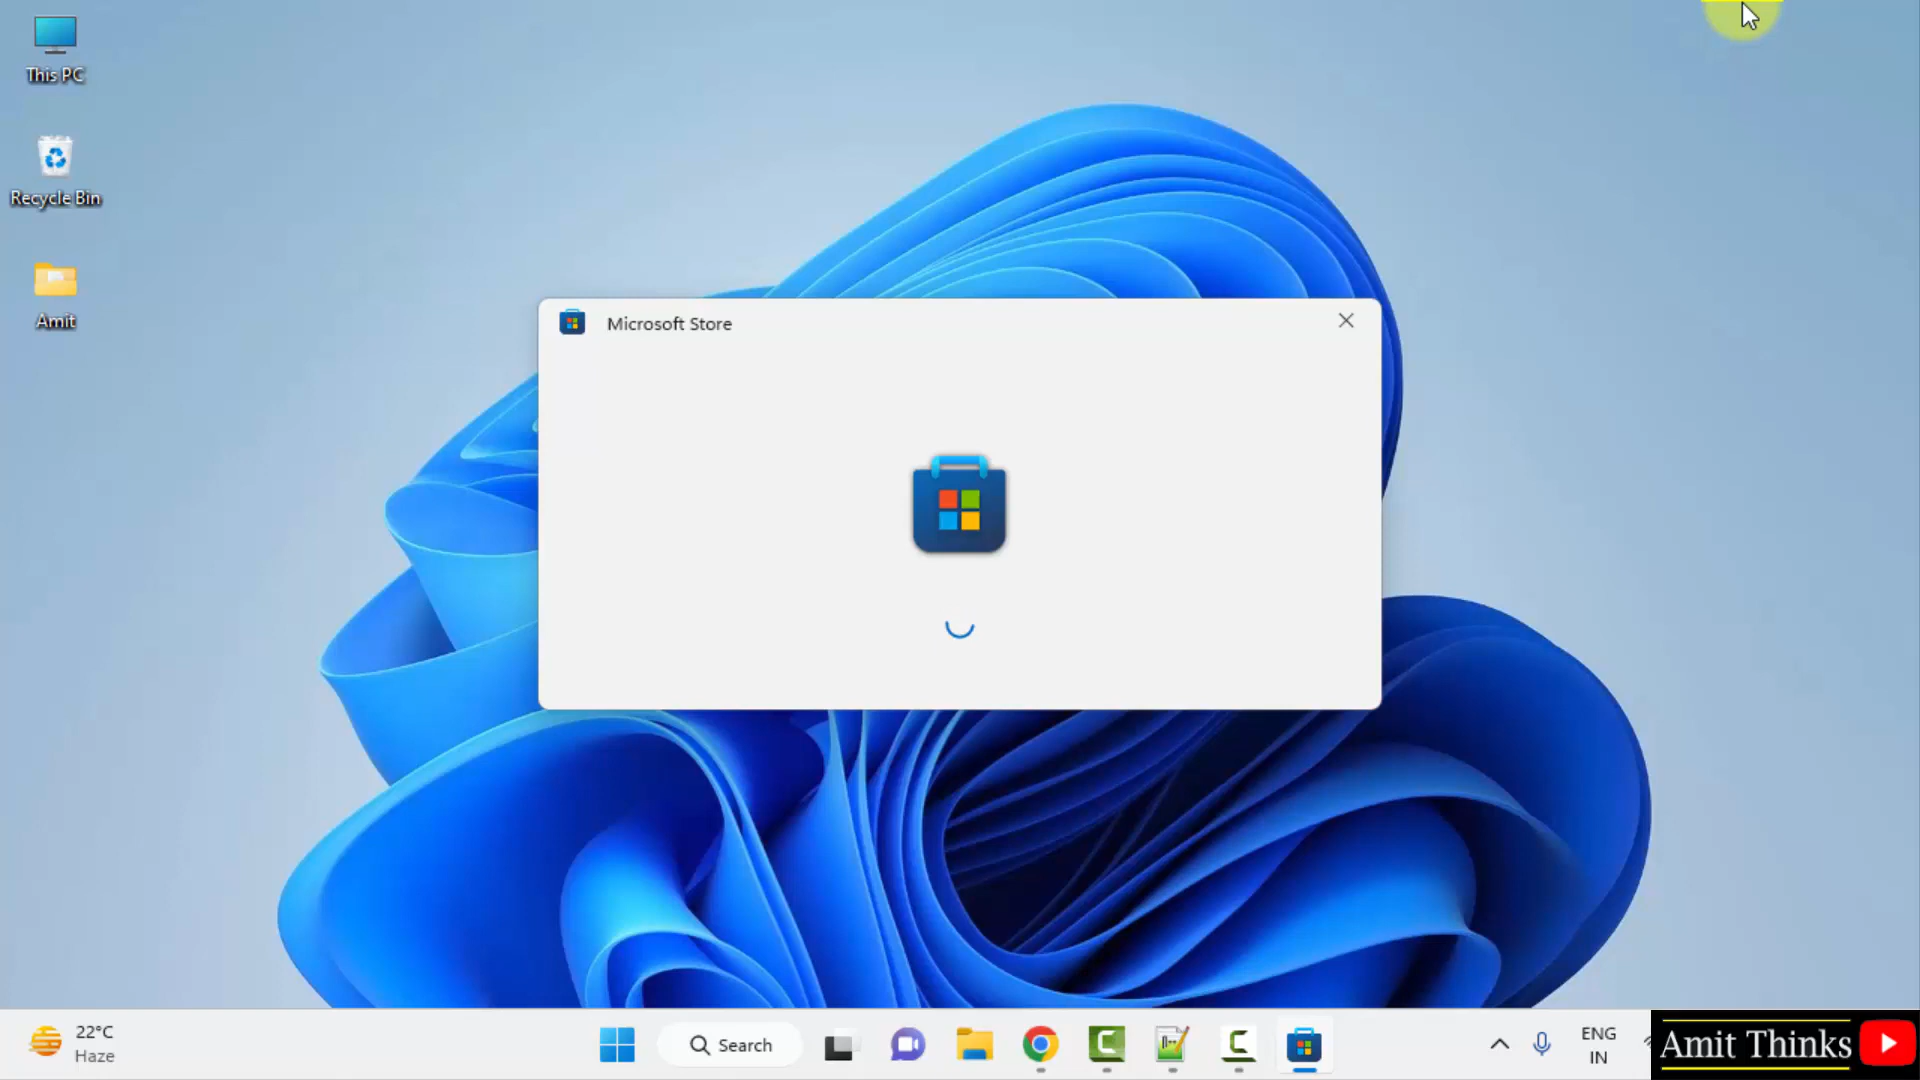 This PC
Recycle Bin
Amit
Microsoft Store
22°C
Haze
Search
ENG
IN
Amit Thinks